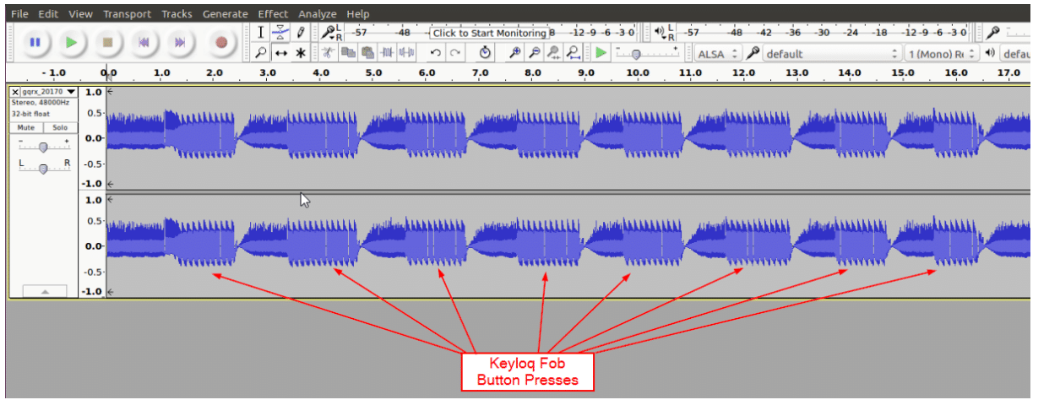 File Edit View Transport Tracks Generate Effect Analyze Help
L R -57 -48 Click to Start Monitoring 8 -12 -9 -6 -3 0 L R -57 -48 -42 -36 -30 -24 -18 -12 -9 -6 -3 0
ALSA default 1 (Mono) Re defau
- 1.0 0.0 1.0 2.0 3.0 4.0 5.0 6.0 7.0 8.0 9.0 10.0 11.0 12.0 13.0 14.0 15.0 16.0 17.0
X gqrx_20170
Stereo, 48000Hz
32-bit float
Mute Solo
- +
L R
1.0
0.5
0.0
-0.5
-1.0
1.0
0.5
0.0
-0.5
-1.0
Keyloq Fob
Button Presses